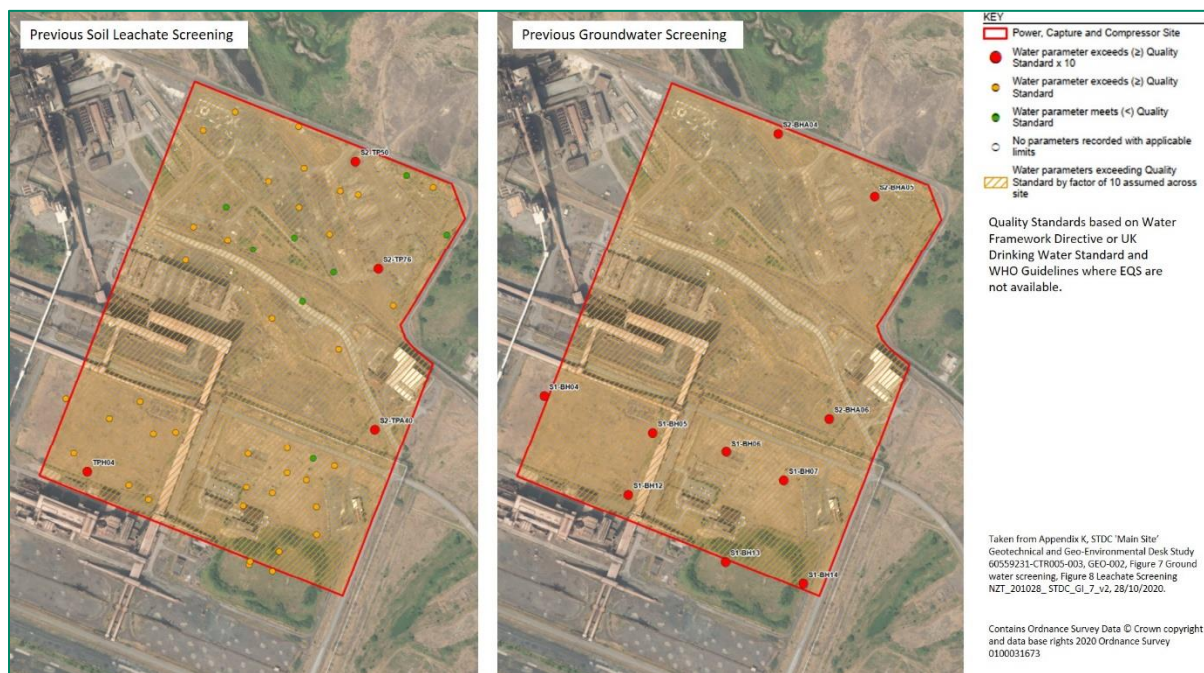 Previous Soil Leachate Screening
S2-TP50
S2-TP76
S2-TPA40
TPH04
Previous Groundwater Screening
S2-BHA04
S2-BHA05
S1-BH04
S2-BHA06
S1-BH05
S1-BH06
S1-BH07
S1-BH12
S1-BH13
S1-BH14
KEY
Power, Capture and Compressor Site
Water parameter exceeds (≥) Quality
Standard x 10
Water parameter exceeds (≥) Quality
Standard
Water parameter meets (<) Quality
Standard
No parameters recorded with applicable
limits
Water parameters exceeding Quality
Standard by factor of 10 assumed across
site
Quality Standards based on Water
Framework Directive or UK
Drinking Water Standard and
WHO Guidelines where EQS are
not available.
Taken from Appendix K, STDC 'Main Site'
Geotechnical and Geo-Environmental Desk Study
60559231-CTR005-003, GEO-002, Figure 7 Ground
water screening, Figure 8 Leachate Screening
NZT_201028_ STDC_GI_7_v2, 28/10/2020.
Contains Ordnance Survey Data © Crown copyright
and data base rights 2020 Ordnance Survey
0100031673